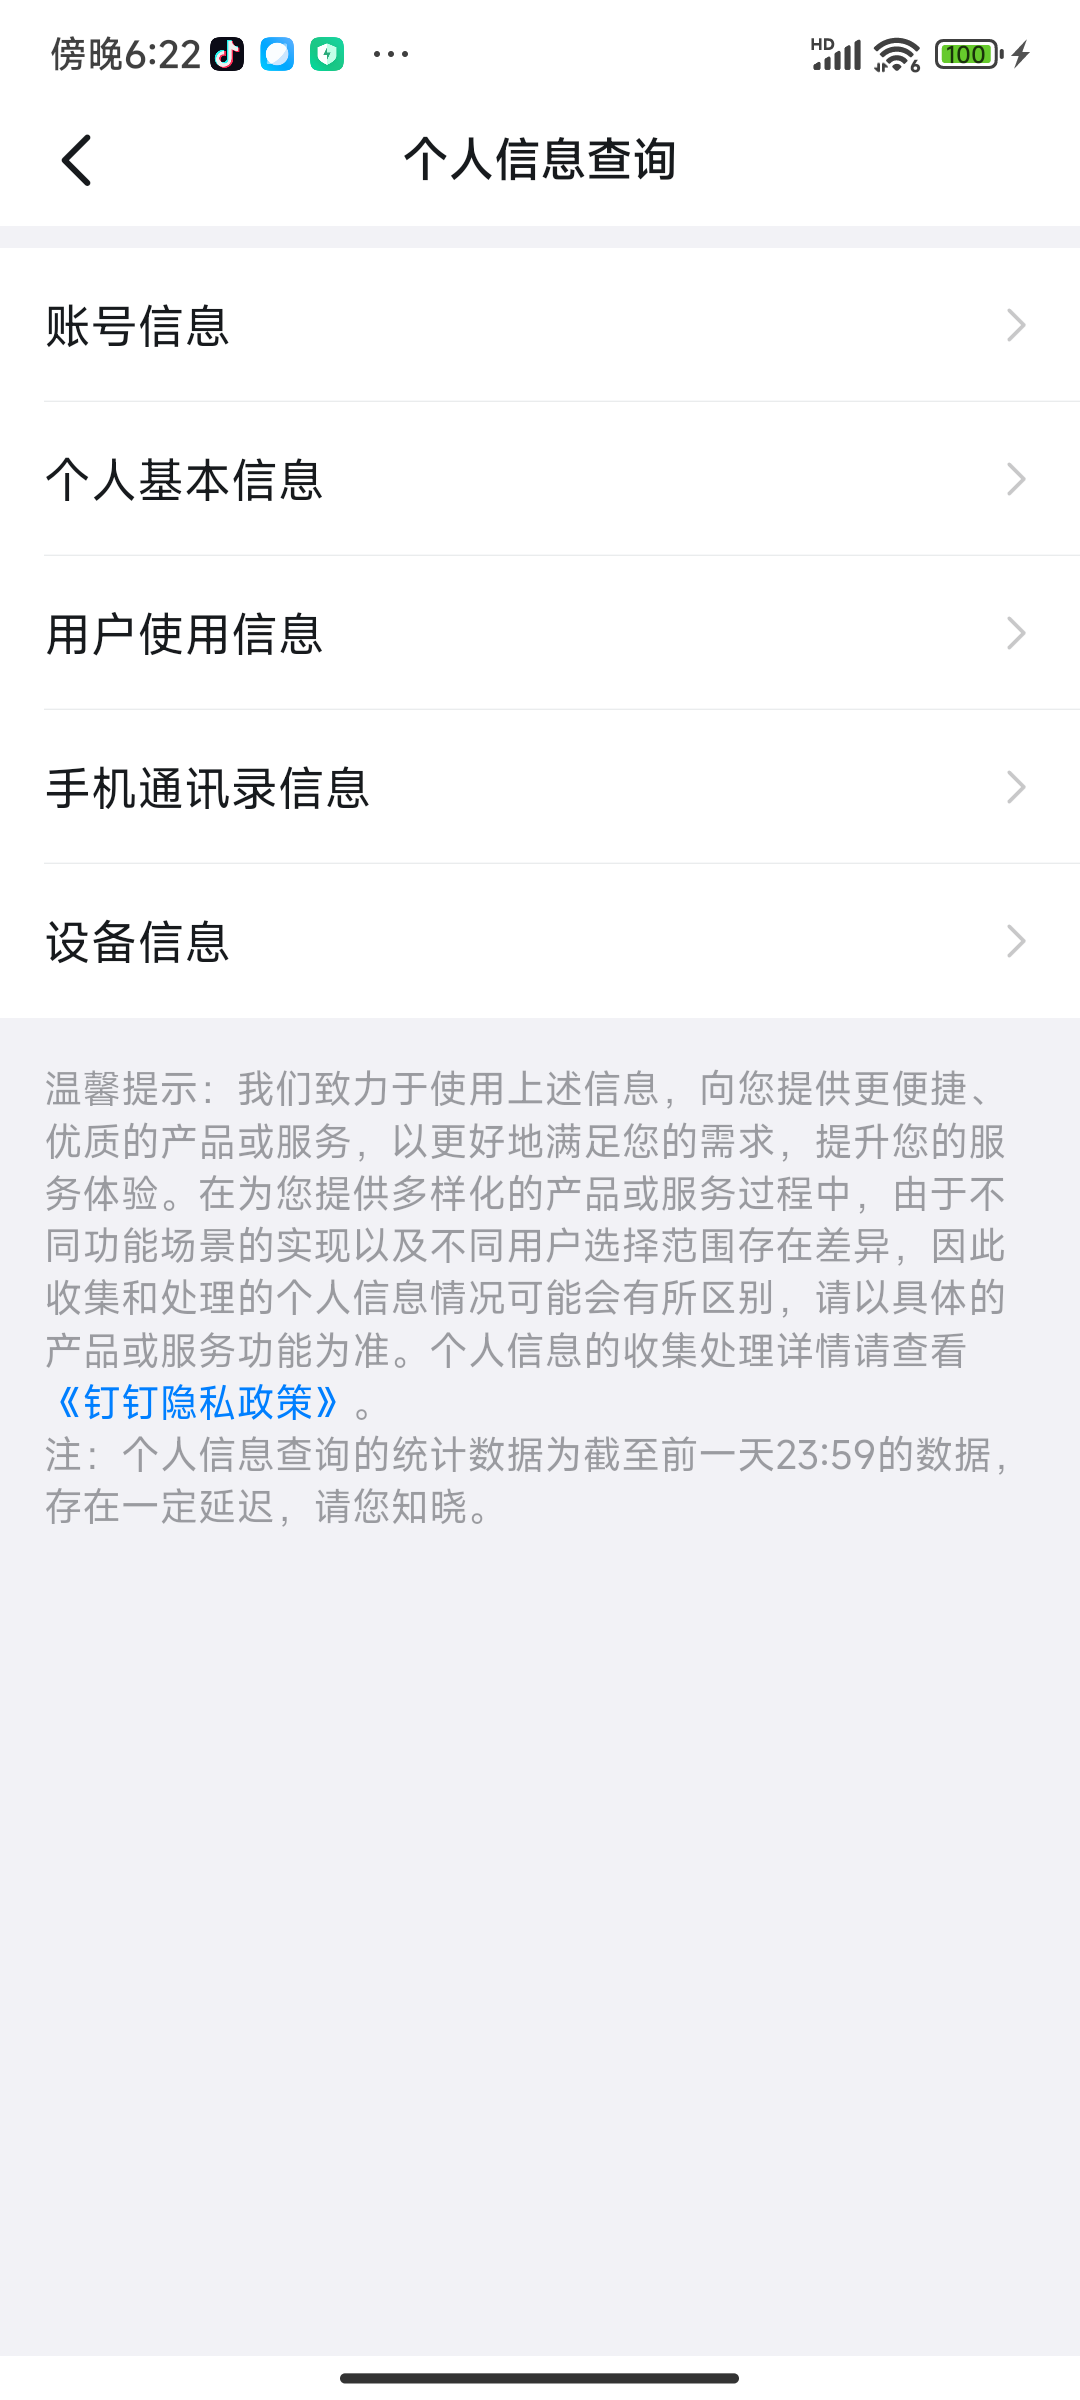 傍晚6:22
HD
6
100
个人信息查询
账号信息
个人基本信息
用户使用信息
手机通讯录信息
设备信息
温馨提示：我们致力于使用上述信息，向您提供更便捷、
优质的产品或服务，以更好地满足您的需求，提升您的服
务体验。在为您提供多样化的产品或服务过程中，由于不
同功能场景的实现以及不同用户选择范围存在差异，因此
收集和处理的个人信息情况可能会有所区别，请以具体的
产品或服务功能为准。个人信息的收集处理详情请查看
《钉钉隐私政策》。
注：个人信息查询的统计数据为截至前一天23:59的数据，
存在一定延迟，请您知晓。